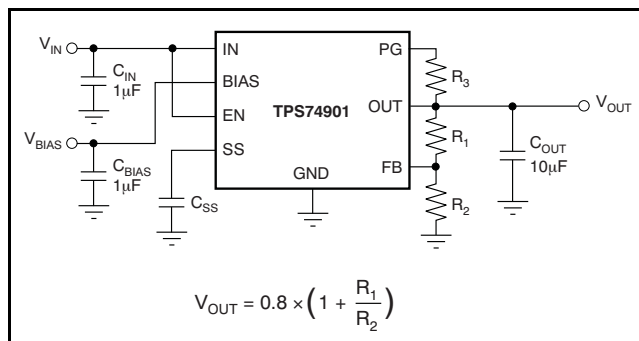 V_IN
C_IN
1μF
V_BIAS
C_BIAS
1μF
C_SS
IN
BIAS
EN
SS
TPS74901
GND
PG
OUT
FB
R_3
R_1
R_2
V_OUT
C_OUT
10μF
V_OUT = 0.8 × (1 + R_1/R_2)